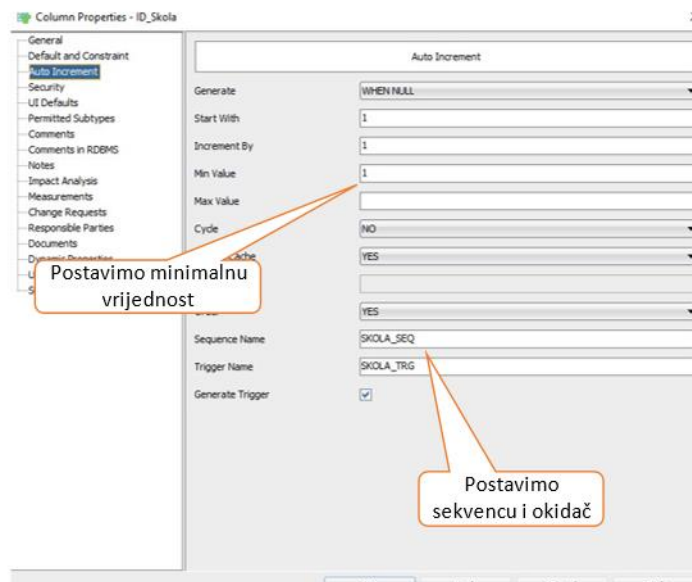 Column Properties - ID_Skola
General
Default and Constraint
Auto Increment
Security
UI Defaults
Permitted Subtypes
Comments
Comments in RDBMS
Notes
Impact Analysis
Measurements
Change Requests
Responsible Parties
Documents
Auto Increment
Generate WHEN NULL
Start With 1
Increment By 1
Min Value 1
Max Value
Cycle NO
YES
YES
Sequence Name SKOLA_SEQ
Trigger Name SKOLA_TRG
Generate Trigger
Postavimo minimalnu
vrijednost
Postavimo
sekvencu i okidač